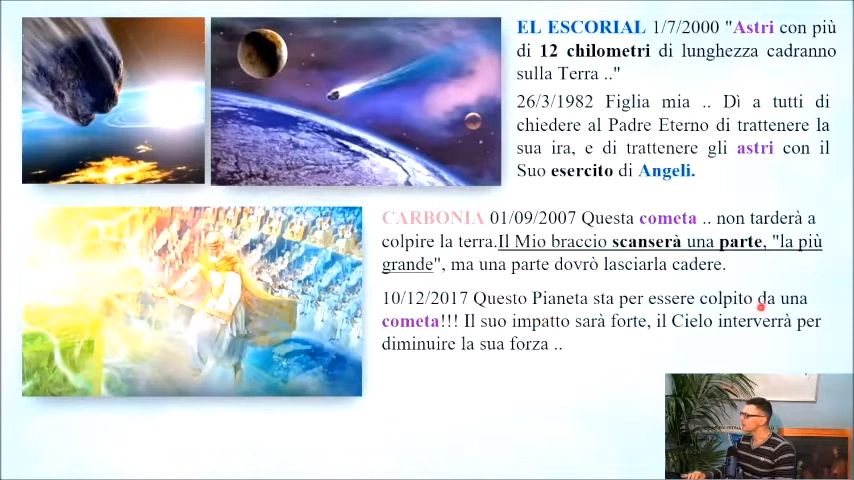 EL ESCORIAL 1/7/2000 "Astri con più
di 12 chilometri di lunghezza cadranno
sulla Terra .."
26/3/1982 Figlia mia .. Dì a tutti di
chiedere al Padre Eterno di trattenere la
sua ira, e di trattenere gli astri con il
Suo esercito di Angeli.
CARBONIA 01/09/2007 Questa cometa .. non tarderà a
colpire la terra.Il Mio braccio scanserà una parte, "la più
grande", ma una parte dovrò lasciarla cadere.
10/12/2017 Questo Pianeta sta per essere colpito da una
cometa!!! Il suo impatto sarà forte, il Cielo interverrà per
diminuire la sua forza ..